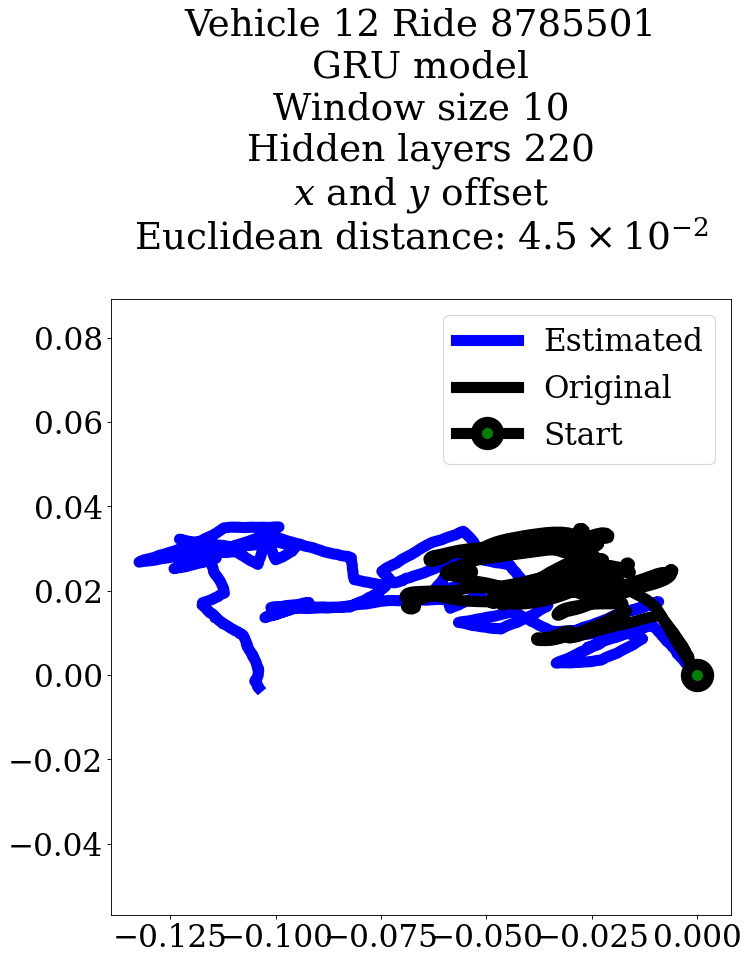 Vehicle 12 Ride 8785501
GRU model
Window size 10
Hidden layers 220
x and y offset
Euclidean distance: 4.5 × 10⁻²
Estimated
Original
Start
0.08
0.06
0.04
0.02
0.00
−0.02
−0.04
−0.125 −0.100 −0.075 −0.050 −0.025 0.000